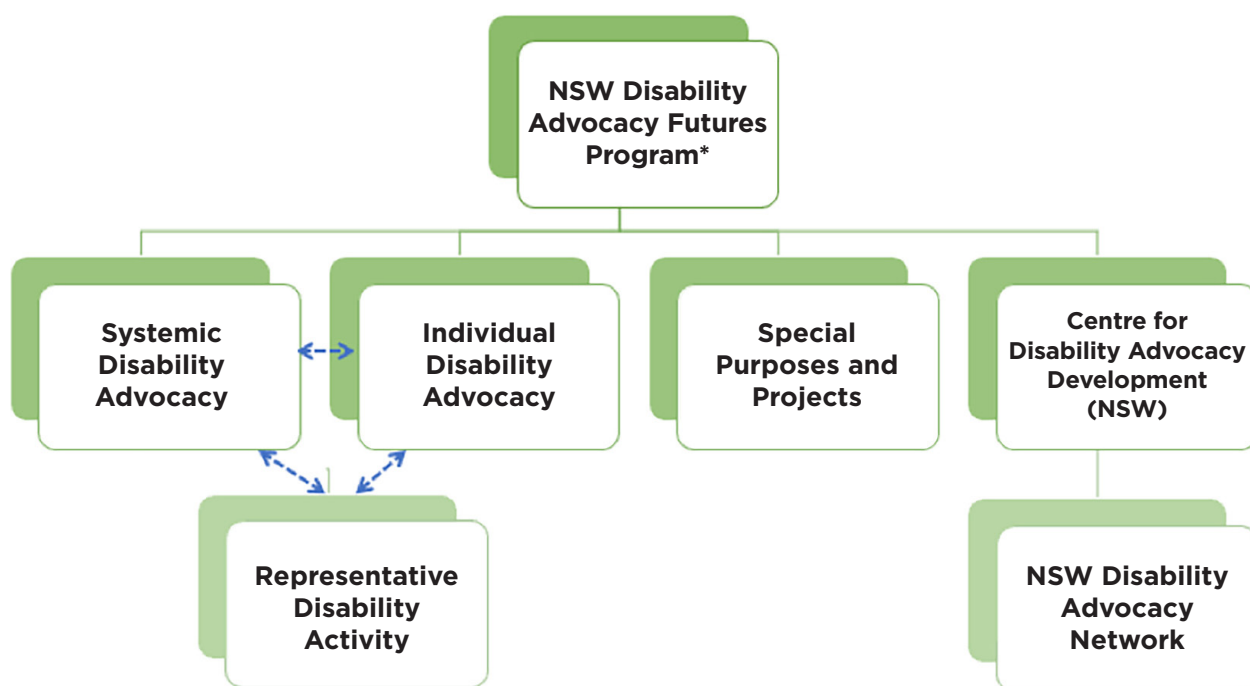 NSW Disability
Advocacy Futures
Program*
Systemic
Disability
Advocacy
Individual
Disability
Advocacy
Special
Purposes and
Projects
Centre for
Disability Advocacy
Development
(NSW)
Representative
Disability
Activity
NSW Disability
Advocacy
Network